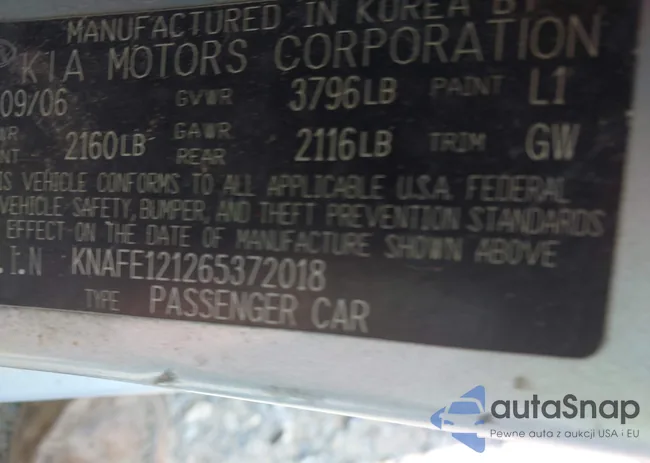 MANUFACTURED IN KOREA BY
KIA MOTORS CORPORATION
09/06 GVWR 3796LB PAINT L1
2160LB GAWR REAR 2116LB TRIM GW
VEHICLE CONFORMS TO ALL APPLICABLE U.S.A. FEDERAL
VEHICLE SAFETY, BUMPER, AND THEFT PREVENTION STANDARDS
EFFECT ON THE DATE OF MANUFACTURE SHOWN ABOVE
.I.N KNAFE121265372018
TYPE PASSENGER CAR
autaSnap
Pewne auta z aukcji USA i EU